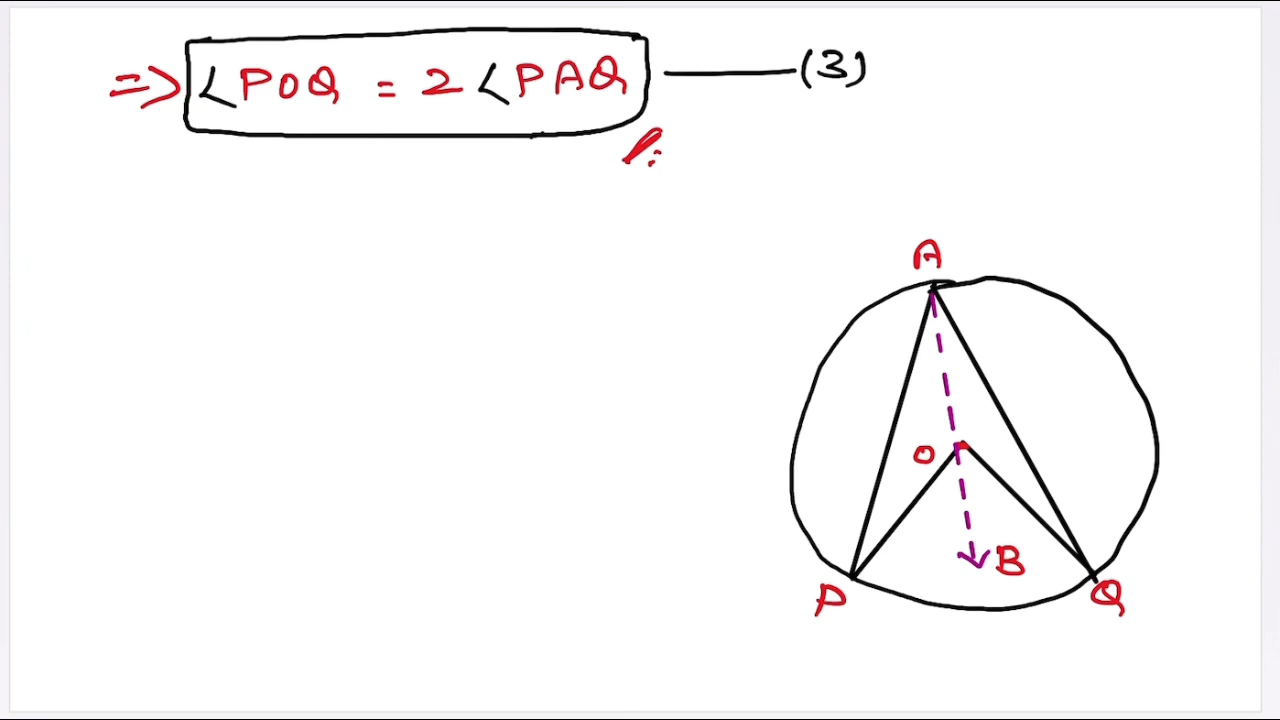 => <POQ = 2 <PAQ ——— (3)
A
O
B
P
Q